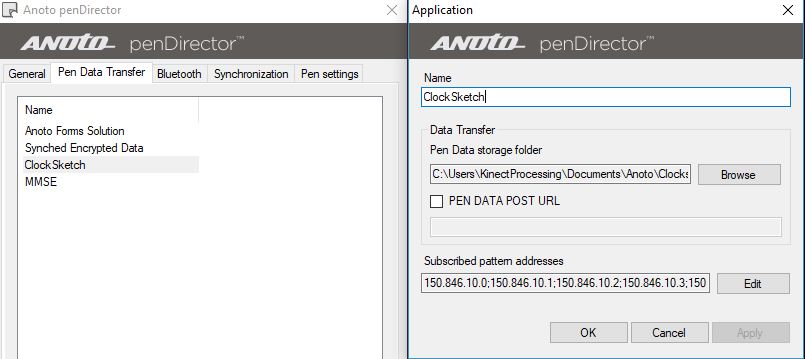 Anoto penDirector
ANOTO penDirector™
General Pen Data Transfer Bluetooth Synchronization Pen settings
Name
Anoto Forms Solution
Synched Encrypted Data
ClockSketch
MMSE
Application
ANOTO penDirector™
Name
ClockSketch
Data Transfer
Pen Data storage folder
C:\Users\KinectProcessing\Documents\Anoto\Clocks
Browse
PEN DATA POST URL
Subscribed pattern addresses
150.846.10.0;150.846.10.1;150.846.10.2;150.846.10.3;150
Edit
OK Cancel Apply